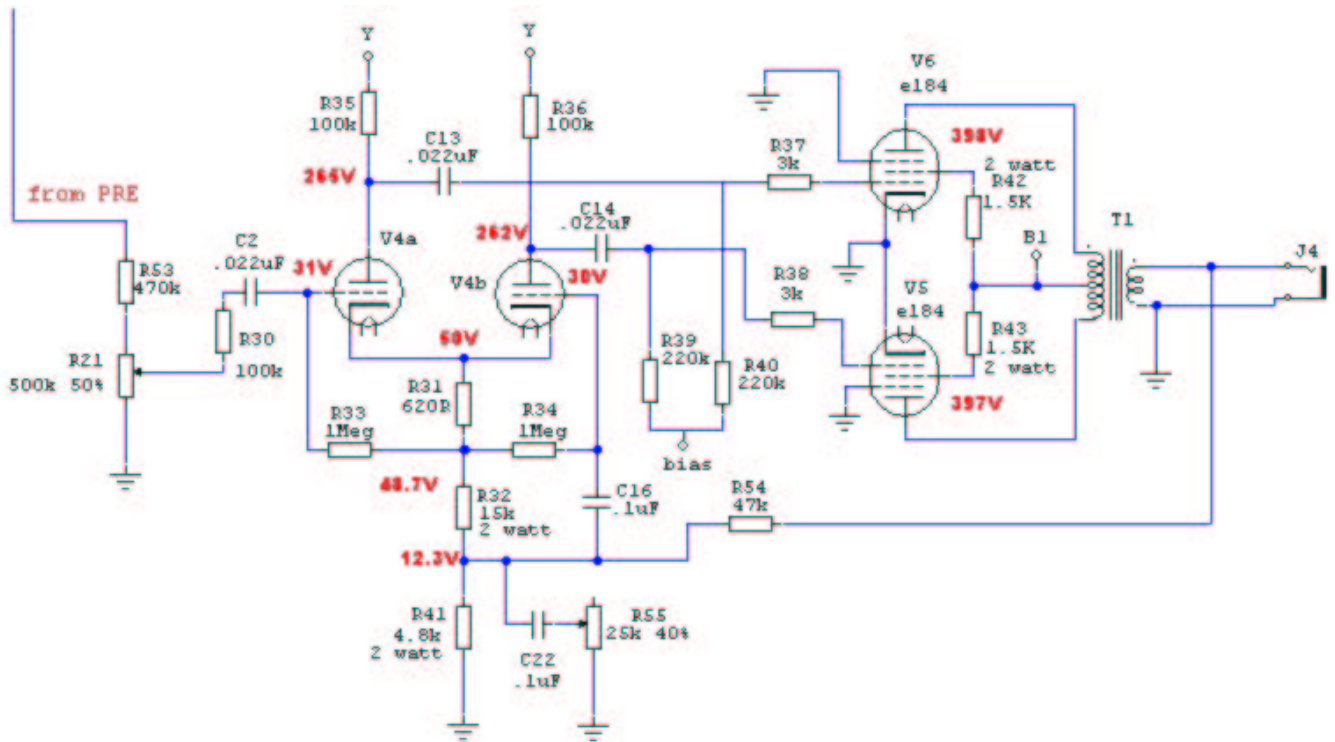 Y
Y
V6
el84
R35
100k
R36
100k
C13
.022uF
398V
R37
3k
2 watt
R42
1.5K
266V
from PRE
C14
.022uF
T1
C2
.022uF
V4a
B1
J4
262V
31V
30V
R53
470k
V4b
R38
3k
V5
el84
R30
100k
50V
R39
220k
R43
1.5K
2 watt
R21
500k 50%
R40
220k
R31
620R
397V
R33
1Meg
R34
1Meg
bias
48.7V
R32
15k
2 watt
C16
.1uF
R54
47k
12.3V
R41
4.8k
2 watt
R55
25k 40%
C22
.1uF